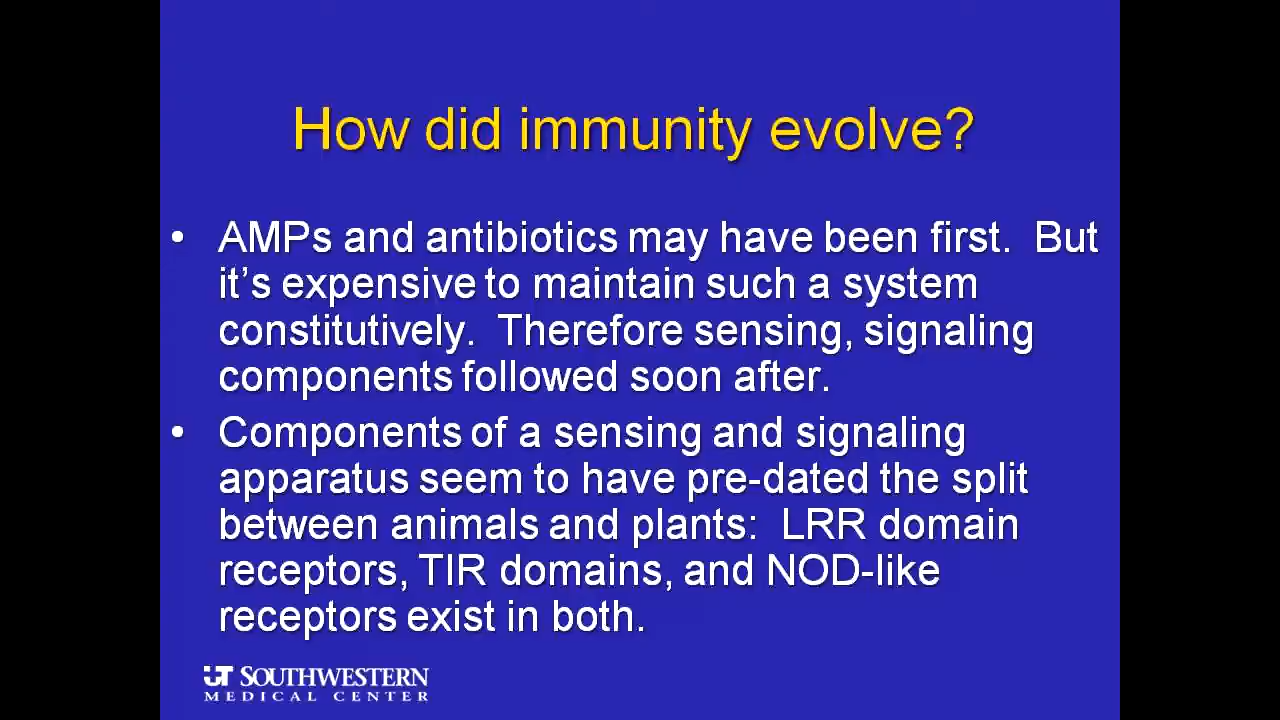 How did immunity evolve?
• AMPs and antibiotics may have been first.  But
it’s expensive to maintain such a system
constitutively.  Therefore sensing, signaling
components followed soon after.
• Components of a sensing and signaling
apparatus seem to have pre-dated the split
between animals and plants:  LRR domain
receptors, TIR domains, and NOD-like
receptors exist in both.
UT SOUTHWESTERN
MEDICAL CENTER